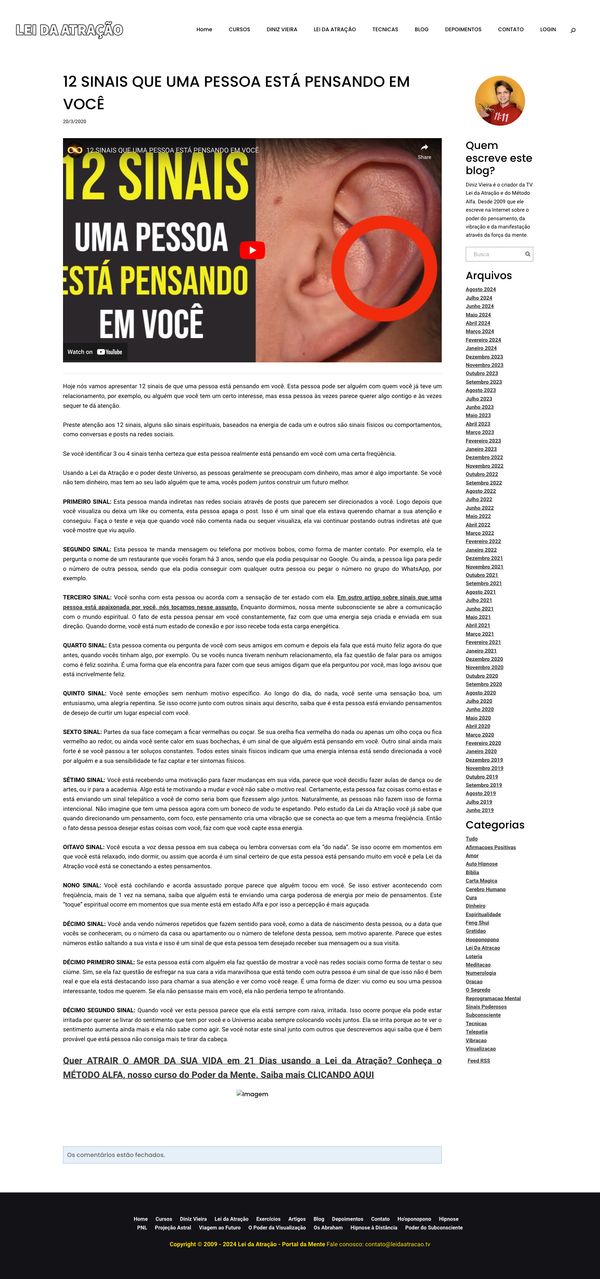 LEI DA ATRAÇÃO
Home CURSOS DINIZ VIEIRA LEI DA ATRAÇÃO TECNICAS BLOG DEPOIMENTOS CONTATO LOGIN
12 SINAIS QUE UMA PESSOA ESTÁ PENSANDO EM
VOCÊ
20/3/2020
12 SINAIS QUE UMA PESSOA ESTÁ PENSANDO EM VOCÊ
Share
12 SINAIS
UMA PESSOA
ESTÁ PENSANDO
EM VOCÊ
Watch on YouTube
Hoje nós vamos apresentar 12 sinais de que uma pessoa está pensando em você. Esta pessoa pode ser alguém com quem você já teve um
relacionamento, por exemplo, ou alguém que você tem um certo interesse, mas essa pessoa às vezes parece querer algo contigo e às vezes
sequer te dá atenção.
Preste atenção aos 12 sinais, alguns são sinais espirituais, baseados na energia de cada um e outros são sinais físicos ou comportamentos,
como conversas e posts na redes sociais.
Se você identificar 3 ou 4 sinais tenha certeza que esta pessoa realmente está pensando em você com uma certa freqüência.
Usando a Lei da Atração e o poder deste Universo, as pessoas geralmente se preocupam com dinheiro, mas amor é algo importante. Se você
não tem dinheiro, mas tem ao seu lado alguém que te ama, vocês podem juntos construir um futuro melhor.
PRIMEIRO SINAL: Esta pessoa manda indiretas nas redes sociais através de posts que parecem ser direcionados a você. Logo depois que
você visualiza ou deixa um like ou comenta, esta pessoa apaga o post. Isso é um sinal que ela estava querendo chamar a sua atenção e
conseguiu. Faça o teste e veja que quando você não comenta nada ou sequer visualiza, ela vai continuar postando outras indiretas até que
você mostre que viu aquilo.
SEGUNDO SINAL: Esta pessoa te manda mensagem ou telefona por motivos bobos, como forma de manter contato. Por exemplo, ela te
pergunta o nome de um restaurante que vocês foram há 3 anos, sendo que ela podia pesquisar no Google. Ou ainda, a pessoa liga para pedir
o número de outra pessoa, sendo que ela podia conseguir com qualquer outra pessoa ou pegar o número no grupo do WhatsApp, por
exemplo.
TERCEIRO SINAL: Você sonha com esta pessoa ou acorda com a sensação de ter estado com ela. Em outro artigo sobre sinais que uma
pessoa está apaixonada por você, nós tocamos nesse assunto. Enquanto dormimos, nossa mente subconsciente se abre a comunicação
com o mundo espiritual. O fato de esta pessoa pensar em você constantemente, faz com que uma energia seja criada e enviada em sua
direção. Quando dorme, você está num estado de conexão e por isso recebe toda esta carga energética.
QUARTO SINAL: Esta pessoa comenta ou pergunta de você com seus amigos em comum e depois ela fala que está muito feliz agora do que
antes, quando vocês tinham algo, por exemplo. Ou se vocês nunca tiveram nenhum relacionamento, ela faz questão de falar para os amigos
como é feliz sozinha. É uma forma que ela encontra para fazer com que seus amigos digam que ela perguntou por você, mas logo avisou que
está incrivelmente feliz.
QUINTO SINAL: Você sente emoções sem nenhum motivo específico. Ao longo do dia, do nada, você sente uma sensação boa, um
entusiasmo, uma alegria repentina. Se isso ocorre junto com outros sinais aqui descrito, saiba que é esta pessoa está enviando pensamentos
de desejo de curtir um lugar especial com você.
SEXTO SINAL: Partes da sua face começam a ficar vermelhas ou coçar. Se sua orelha fica vermelha do nada ou apenas um olho coça ou fica
vermelho ao redor, ou ainda você sente calor em suas bochechas, é um sinal de que alguém está pensando em você. Outro sinal ainda mais
forte é se você passou a ter soluços constantes. Todos estes sinais físicos indicam que uma energia intensa está sendo direcionada a você
por alguém e a sua sensibilidade te faz captar e ter sintomas físicos.
SÉTIMO SINAL: Você está recebendo uma motivação para fazer mudanças em sua vida, parece que você decidiu fazer aulas de dança ou de
artes, ou ir para a academia. Algo está te motivando a mudar e você não sabe o motivo real. Certamente, esta pessoa faz coisas como estas e
está enviando um sinal telepático a você de como seria bom que fizessem algo juntos. Naturalmente, as pessoas não fazem isso de forma
intencional. Não imagine que tem uma pessoa agora com um boneco de vodu te espetando. Pelo estudo da Lei da Atração você já sabe que
quando direcionando um pensamento, com foco, este pensamento cria uma vibração que se conecta ao que tem a mesma freqüência. Então
o fato dessa pessoa desejar estas coisas com você, faz com que você capte essa energia.
OITAVO SINAL: Você escuta a voz dessa pessoa em sua cabeça ou lembra conversas com ela "do nada". Se isso ocorre em momentos em
que você está relaxado, indo dormir, ou assim que acorda é um sinal certeiro de que esta pessoa está pensando muito em você e pela Lei da
Atração você está se conectando a estes pensamentos.
NONO SINAL: Você está cochilando e acorda assustado porque parece que alguém tocou em você. Se isso estiver acontecendo com
freqüência, mais de 1 vez na semana, saiba que alguém está te enviando uma carga poderosa de energia por meio de pensamentos. Este
"toque" espiritual ocorre em momentos que sua mente está em estado Alfa e por isso a percepção é mais aguçada.
DÉCIMO SINAL: Você anda vendo números repetidos que fazem sentido para você, como a data de nascimento desta pessoa, ou a data que
vocês se conheceram, ou o número da casa ou apartamento ou o número de telefone desta pessoa, sem motivo aparente. Parece que estes
números estão saltando a sua vista e isso é um sinal de que esta pessoa tem desejado receber sua mensagem ou a sua visita.
DÉCIMO PRIMEIRO SINAL: Se esta pessoa está com alguém ela faz questão de mostrar a você nas redes sociais como forma de testar o seu
ciúme. Sim, se ela faz questão de esfregar na sua cara a vida maravilhosa que está tendo com outra pessoa é um sinal de que isso não é bem
real e que ela está destacando isso para chamar a sua atenção e ver como você reage. É uma forma de dizer: viu como eu sou uma pessoa
interessante, todos me querem. Se ela não pensasse mais em você, ela não perderia tempo te afrontando.
DÉCIMO SEGUNDO SINAL: Quando você ver esta pessoa parece que ela está sempre com raiva, irritada. Isso ocorre porque ela pode estar
irritada por querer se livrar do sentimento que tem por você e o Universo acaba sempre colocando vocês juntos. Ela se irrita porque ao te ver o
sentimento aumenta ainda mais e ela não sabe como agir. Se você notar este sinal junto com outros que descrevemos aqui saiba que é bem
provável que está pessoa não consiga mais te tirar da cabeça.
Quer ATRAIR O AMOR DA SUA VIDA em 21 Dias usando a Lei da Atração? Conheça o
MÉTODO ALFA, nosso curso do Poder da Mente. Saiba mais CLICANDO AQUI
Imagem
Os comentários estão fechados.
11:11
Quem
escreve este
blog?
Diniz Vieira é o criador da TV
Lei da Atração e do Método
Alfa. Desde 2009 que ele
escreve na Internet sobre o
poder do pensamento, da
vibração e da manifestação
através da força da mente.
Busca
Arquivos
Agosto 2024
Julho 2024
Junho 2024
Maio 2024
Abril 2024
Março 2024
Fevereiro 2024
Janeiro 2024
Dezembro 2023
Novembro 2023
Outubro 2023
Setembro 2023
Agosto 2023
Julho 2023
Junho 2023
Maio 2023
Abril 2023
Março 2023
Fevereiro 2023
Janeiro 2023
Dezembro 2022
Novembro 2022
Outubro 2022
Setembro 2022
Agosto 2022
Julho 2022
Junho 2022
Maio 2022
Abril 2022
Março 2022
Fevereiro 2022
Janeiro 2022
Dezembro 2021
Novembro 2021
Outubro 2021
Setembro 2021
Agosto 2021
Julho 2021
Junho 2021
Maio 2021
Abril 2021
Março 2021
Fevereiro 2021
Janeiro 2021
Dezembro 2020
Novembro 2020
Outubro 2020
Setembro 2020
Agosto 2020
Julho 2020
Junho 2020
Maio 2020
Abril 2020
Março 2020
Fevereiro 2020
Janeiro 2020
Dezembro 2019
Novembro 2019
Outubro 2019
Setembro 2019
Agosto 2019
Julho 2019
Junho 2019
Categorias
Tudo
Afirmacoes Positivas
Amor
Auto Hipnose
Biblia
Carta Magica
Cerebro Humano
Cura
Dinheiro
Espiritualidade
Feng Shui
Gratidao
Hooponopono
Lei Da Atracao
Loteria
Meditacao
Numerologia
Oracao
O Segredo
Reprogramacao Mental
Sinais Poderosos
Subconsciente
Tecnicas
Telepatia
Vibracao
Visualizacao
Feed RSS
Home Cursos Diniz Vieira Lei da Atração Exercícios Artigos Blog Depoimentos Contato Ho'oponopono Hipnose
PNL Projeção Astral Viagem ao Futuro O Poder da Visualização Os Abraham Hipnose à Distância Poder do Subconsciente
Copyright © 2009 - 2024 Lei da Atração - Portal da Mente Fale conosco: contato@leidaatracao.tv